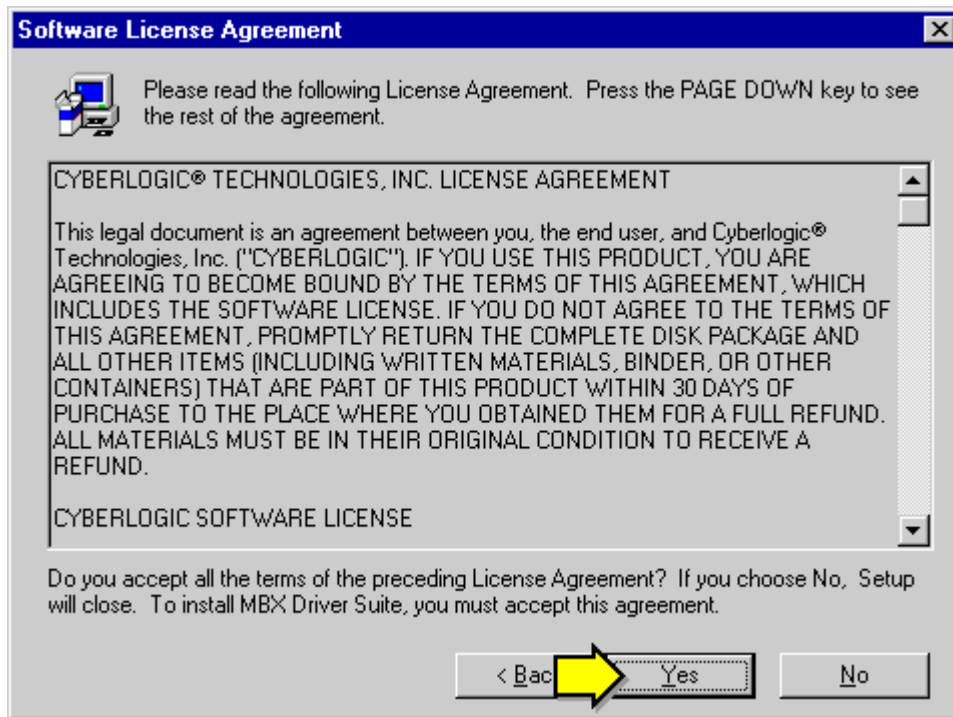 Software License Agreement
Please read the following License Agreement. Press the PAGE DOWN key to see
the rest of the agreement.
CYBERLOGIC® TECHNOLOGIES, INC. LICENSE AGREEMENT
This legal document is an agreement between you, the end user, and Cyberlogic®
Technologies, Inc. ("CYBERLOGIC"). IF YOU USE THIS PRODUCT, YOU ARE
AGREEING TO BECOME BOUND BY THE TERMS OF THIS AGREEMENT, WHICH
INCLUDES THE SOFTWARE LICENSE. IF YOU DO NOT AGREE TO THE TERMS OF
THIS AGREEMENT, PROMPTLY RETURN THE COMPLETE DISK PACKAGE AND
ALL OTHER ITEMS (INCLUDING WRITTEN MATERIALS, BINDER, OR OTHER
CONTAINERS) THAT ARE PART OF THIS PRODUCT WITHIN 30 DAYS OF
PURCHASE TO THE PLACE WHERE YOU OBTAINED THEM FOR A FULL REFUND.
ALL MATERIALS MUST BE IN THEIR ORIGINAL CONDITION TO RECEIVE A
REFUND.
CYBERLOGIC SOFTWARE LICENSE
Do you accept all the terms of the preceding License Agreement? If you choose No, Setup
will close. To install MBX Driver Suite, you must accept this agreement.
< Bac Yes No